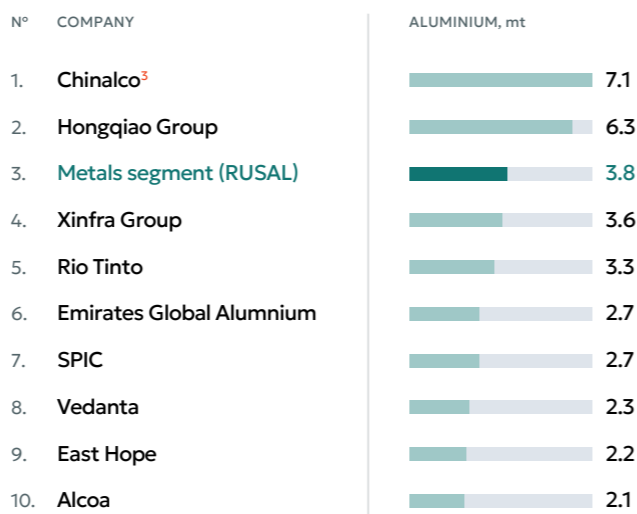 N° COMPANY ALUMINIUM, mt
1. Chinalco³ 7.1
2. Hongqiao Group 6.3
3. Metals segment (RUSAL) 3.8
4. Xinfra Group 3.6
5. Rio Tinto 3.3
6. Emirates Global Alumnium 2.7
7. SPIC 2.7
8. Vedanta 2.3
9. East Hope 2.2
10. Alcoa 2.1